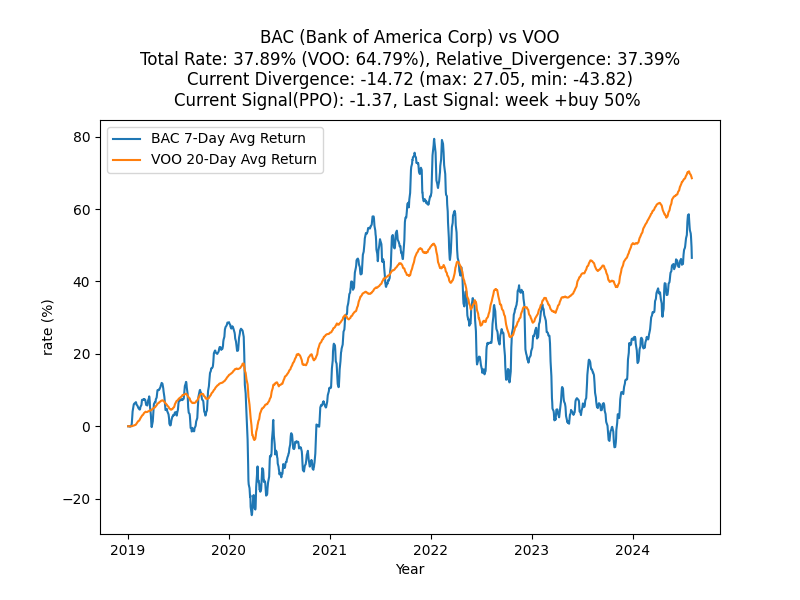 BAC (Bank of America Corp) vs VOO
Total Rate: 37.89% (VOO: 64.79%), Relative_Divergence: 37.39%
Current Divergence: -14.72 (max: 27.05, min: -43.82)
Current Signal(PPO): -1.37, Last Signal: week +buy 50%
BAC 7-Day Avg Return
VOO 20-Day Avg Return
80
60
40
20
0
−20
rate (%)
2019
2020
2021
2022
2023
2024
Year